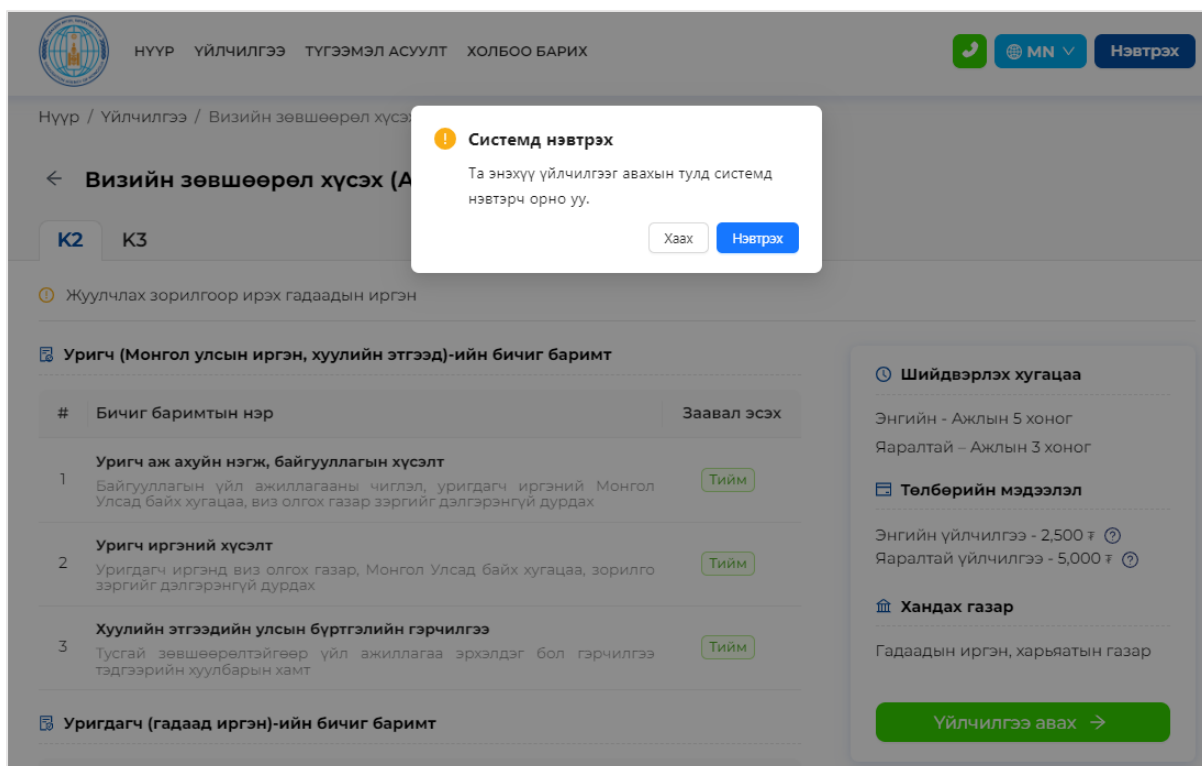 НҮҮР ҮЙЛЧИЛГЭЭ ТҮГЭЭМЭЛ АСУУЛТ ХОЛБОО БАРИХ
MN Нэвтрэх
Нүүр / Үйлчилгээ / Визийн зөвшөөрөл хүсэх
Системд нэвтрэх
Та энэхүү үйлчилгээг авахын тулд системд
нэвтэрч орно уу.
Хаах Нэвтрэх
Визийн зөвшөөрөл хүсэх (А
K2 K3
Жуулчлах зорилгоор ирэх гадаадын иргэн
Уригч (Монгол улсын иргэн, хуулийн этгээд)-ийн бичиг баримт
# Бичиг баримтын нэр Заавал эсэх
1 Уригч аж ахуйн нэгж, байгууллагын хүсэлт Тийм
Байгууллагын үйл ажиллагааны чиглэл, уригдагч иргэний Монгол
Улсад байх хугацаа, виз олгох газар зэргийг дэлгэрэнгүй дурдах
2 Уригч иргэний хүсэлт Тийм
Уригдагч иргэнд виз олгох газар, Монгол Улсад байх хугацаа, зорилго
зэргийг дэлгэрэнгүй дурдах
3 Хуулийн этгээдийн улсын бүртгэлийн гэрчилгээ Тийм
Тусгай зөвшөөрөлтэйгөөр үйл ажиллагаа эрхэлдэг бол гэрчилгээ
тэдгээрийн хуулбарын хамт
Уригдагч (гадаад иргэн)-ийн бичиг баримт
Шийдвэрлэх хугацаа
Энгийн - Ажлын 5 хоног
Яаралтай – Ажлын 3 хоног
Төлбөрийн мэдээлэл
Энгийн үйлчилгээ - 2,500 ₮
Яаралтай үйлчилгээ - 5,000 ₮
Хандах газар
Гадаадын иргэн, харьяатын газар
Үйлчилгээ авах →